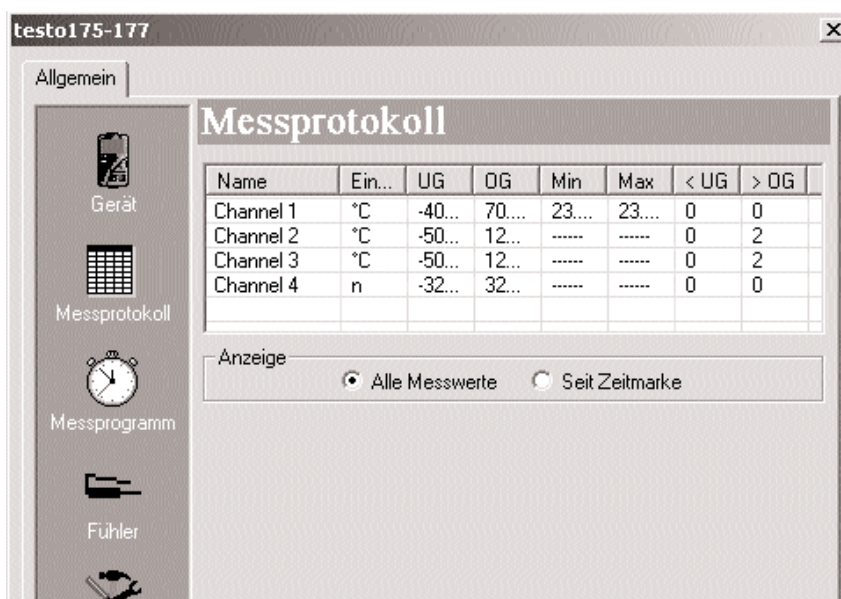 testo175-177
Allgemein
Messprotokoll
Gerät
Messprotokoll
Messprogramm
Fühler
Name Ein... UG OG Min Max < UG > OG
Channel 1 °C -40... 70.... 23.... 23.... 0 0
Channel 2 °C -50... 12... ------ ------ 0 2
Channel 3 °C -50... 12... ------ ------ 0 2
Channel 4 n -32... 32... ------ ------ 0 0
Anzeige
Alle Messwerte Seit Zeitmarke